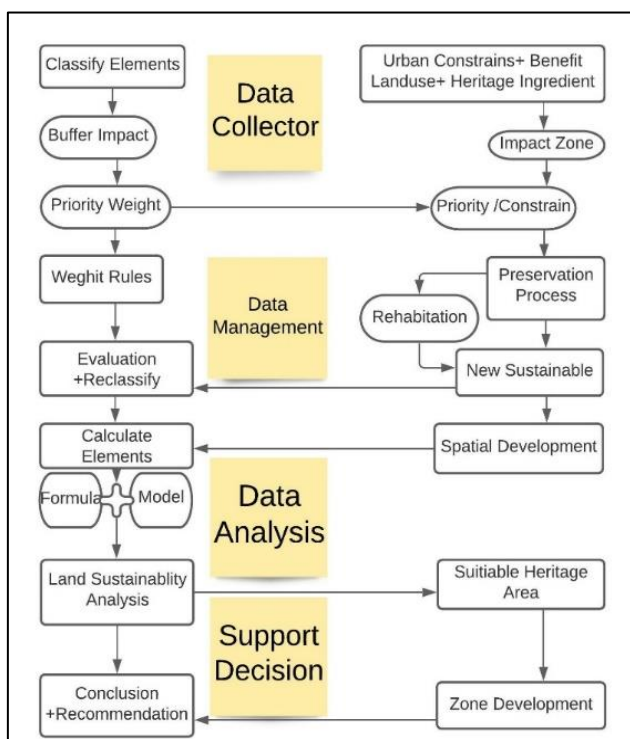 Classify Elements
Buffer Impact
Priority Weight
Weghit Rules
Evaluation
+Reclassify
Calculate
Elements
Formula
Model
Land Sustainablity
Analysis
Conclusion
+Recommendation
Data
Collector
Data
Management
Data
Analysis
Support
Decision
Urban Constrains+ Benefit
Landuse+ Heritage Ingredient
Impact Zone
Priority /Constrain
Preservation
Process
Rehabitation
New Sustainable
Spatial Development
Suitiable Heritage
Area
Zone Development